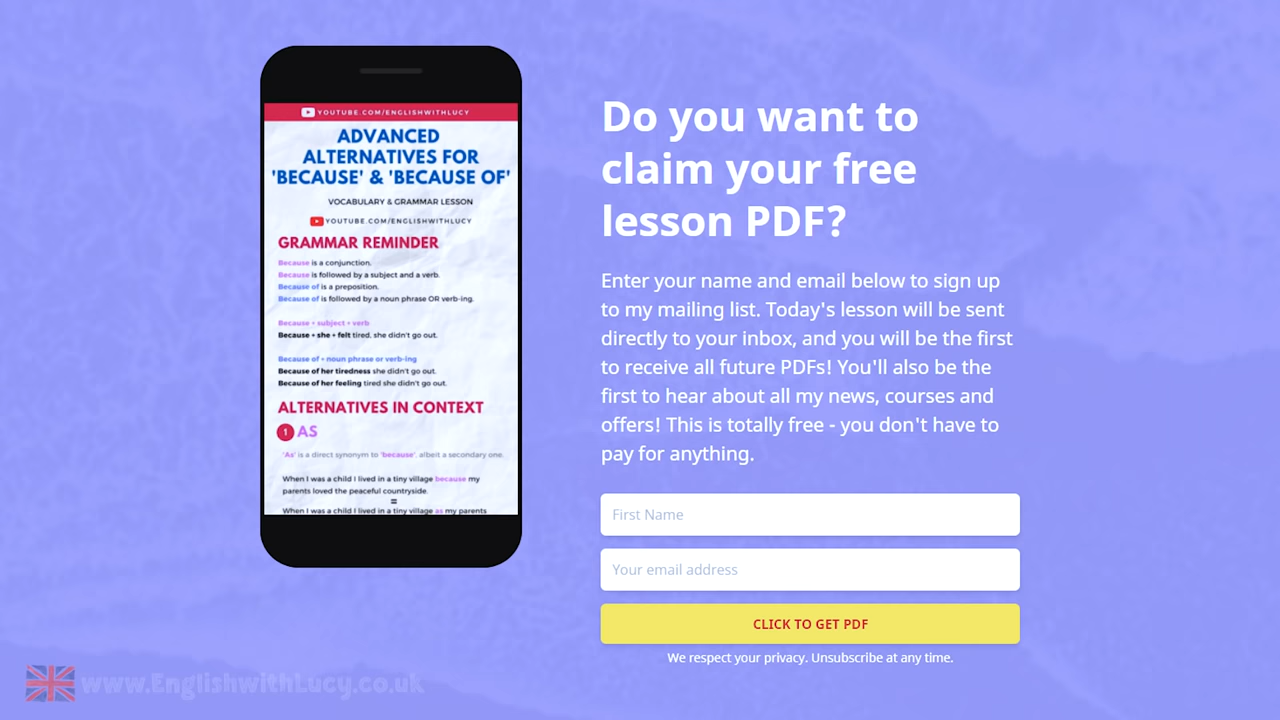 YOUTUBE.COM/ENGLISHWITHLUCY
ADVANCED
ALTERNATIVES FOR
'BECAUSE' & 'BECAUSE OF'
VOCABULARY & GRAMMAR LESSON
YOUTUBE.COM/ENGLISHWITHLUCY
GRAMMAR REMINDER
Because is a conjunction.
Because is followed by a subject and a verb.
Because of is a preposition.
Because of is followed by a noun phrase OR verb-ing.
Because + subject + verb
Because + she + felt tired, she didn't go out.
Because of + noun phrase or verb-ing
Because of her tiredness she didn't go out.
Because of her feeling tired she didn't go out.
ALTERNATIVES IN CONTEXT
1 AS
'As' is a direct synonym to 'because', albeit a secondary one.
When I was a child I lived in a tiny village because my
parents loved the peaceful countryside.
=
When I was a child I lived in a tiny village as my parents
Do you want to
claim your free
lesson PDF?
Enter your name and email below to sign up
to my mailing list. Today's lesson will be sent
directly to your inbox, and you will be the first
to receive all future PDFs! You'll also be the
first to hear about all my news, courses and
offers! This is totally free - you don't have to
pay for anything.
First Name
Your email address
CLICK TO GET PDF
We respect your privacy. Unsubscribe at any time.
www.EnglishwithLucy.co.uk